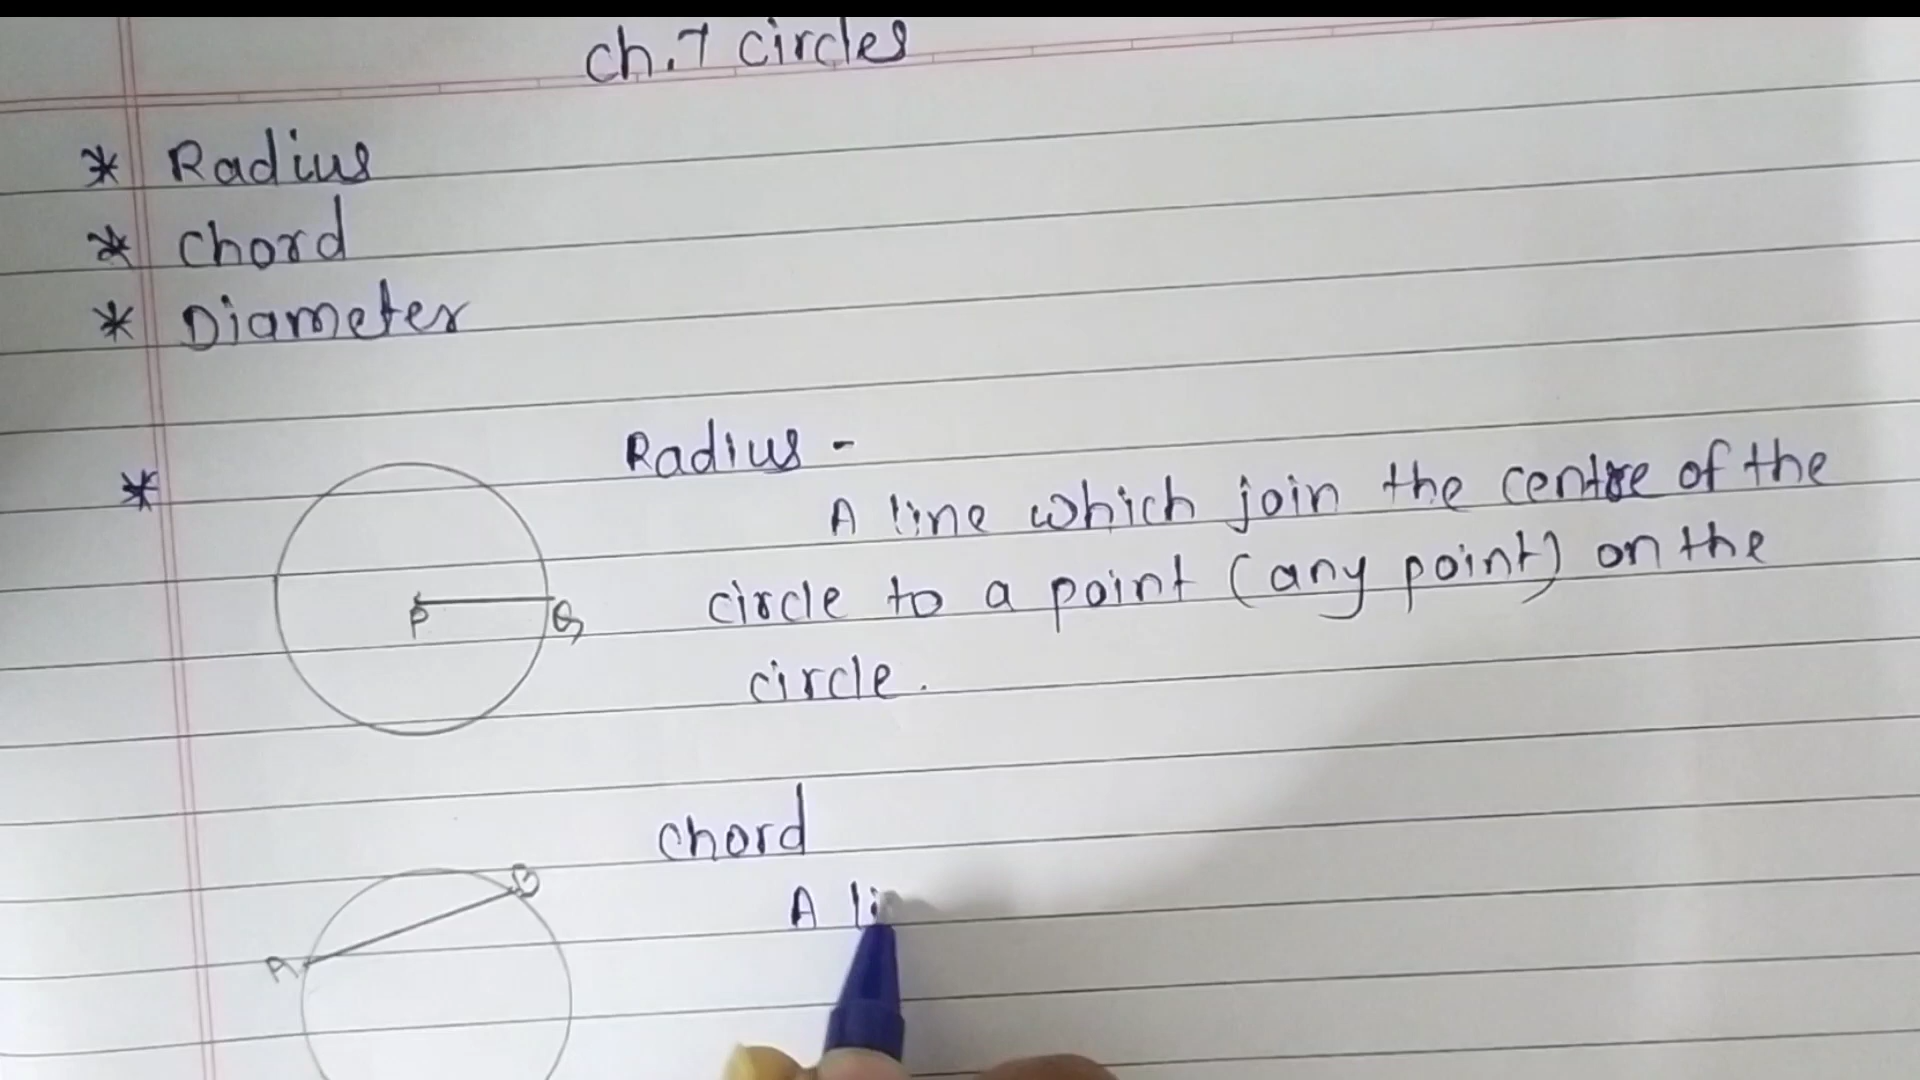 ch.7 circles
* Radius
* chord
* Diameter
Radius -
* A line which join the centre of the
circle to a point (any point) on the
P Q
circle.
chord
B
A li
A